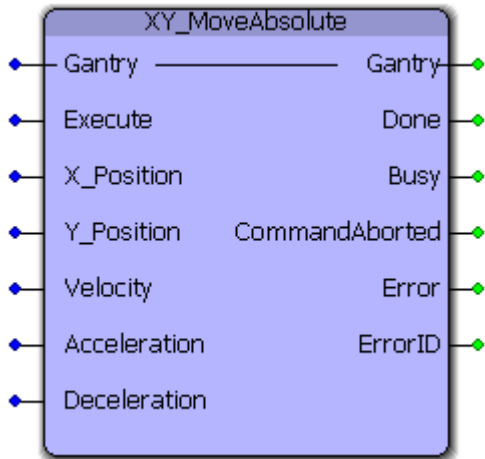 XY_MoveAbsolute
Gantry Gantry
Execute Done
X_Position Busy
Y_Position CommandAborted
Velocity Error
Acceleration ErrorID
Deceleration